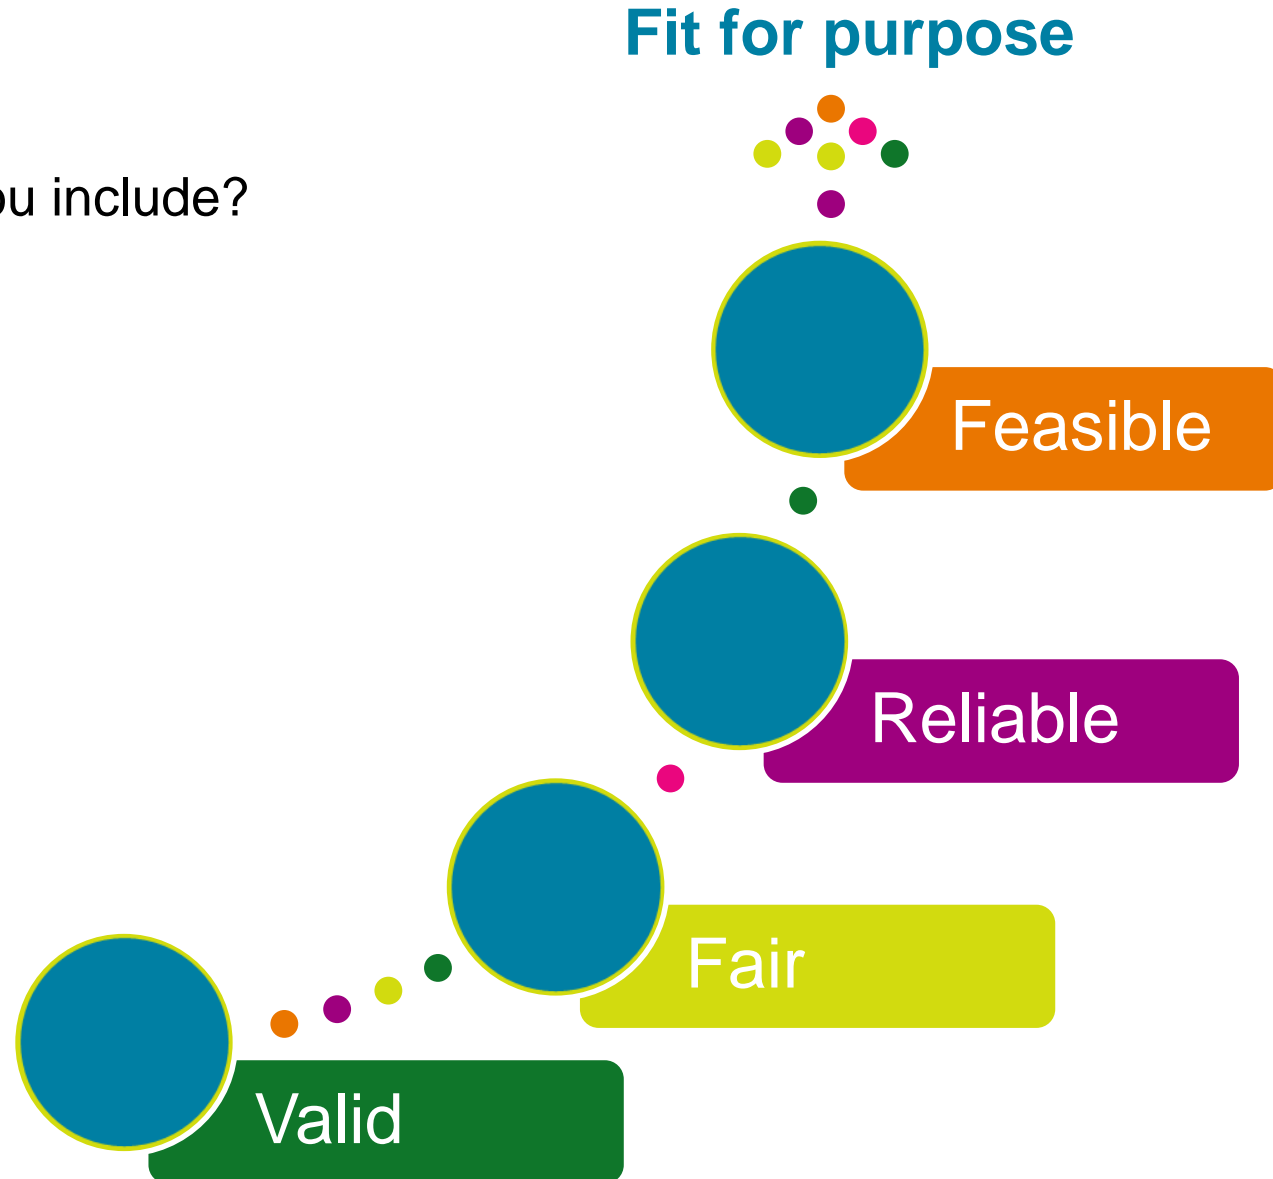 Fit for purpose
include?
Feasible
Reliable
Fair
Valid